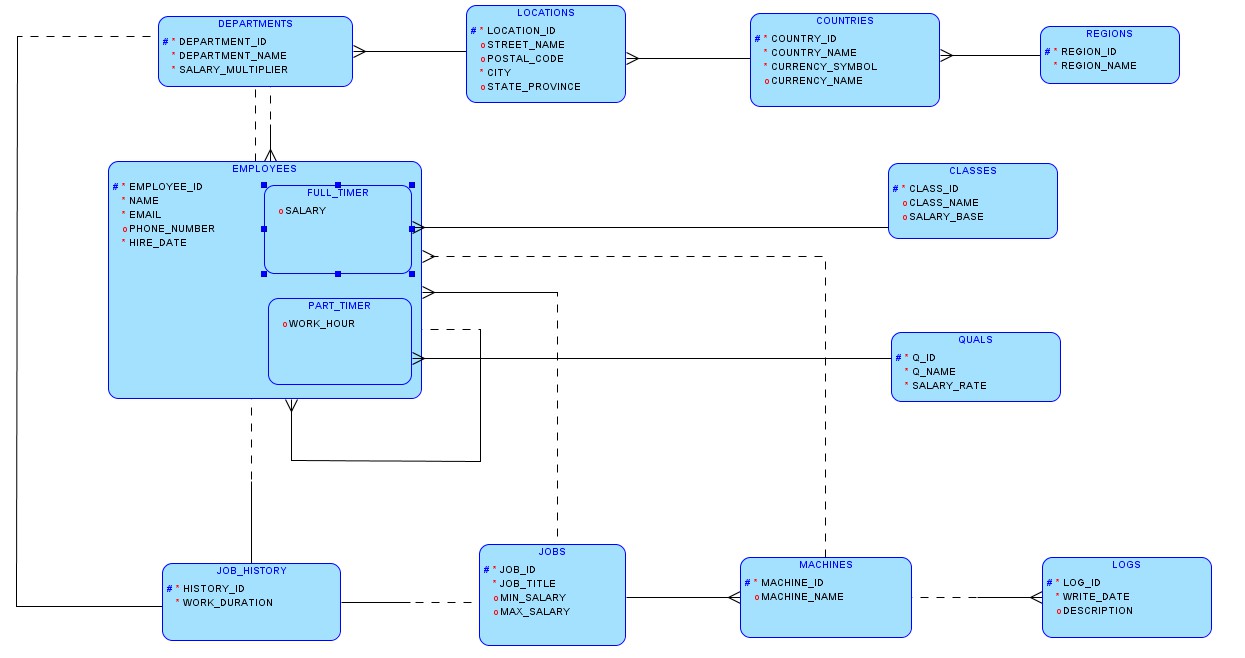 DEPARTMENTS
# * DEPARTMENT_ID
* DEPARTMENT_NAME
* SALARY_MULTIPLIER
LOCATIONS
# * LOCATION_ID
o STREET_NAME
o POSTAL_CODE
* CITY
o STATE_PROVINCE
COUNTRIES
# * COUNTRY_ID
* COUNTRY_NAME
* CURRENCY_SYMBOL
o CURRENCY_NAME
REGIONS
# * REGION_ID
* REGION_NAME
EMPLOYEES
# * EMPLOYEE_ID
* NAME
* EMAIL
o PHONE_NUMBER
* HIRE_DATE
FULL_TIMER
o SALARY
PART_TIMER
o WORK_HOUR
CLASSES
# * CLASS_ID
o CLASS_NAME
o SALARY_BASE
QUALS
# * Q_ID
* Q_NAME
* SALARY_RATE
JOB_HISTORY
# * HISTORY_ID
* WORK_DURATION
JOBS
# * JOB_ID
* JOB_TITLE
o MIN_SALARY
o MAX_SALARY
MACHINES
# * MACHINE_ID
o MACHINE_NAME
LOGS
# * LOG_ID
* WRITE_DATE
o DESCRIPTION